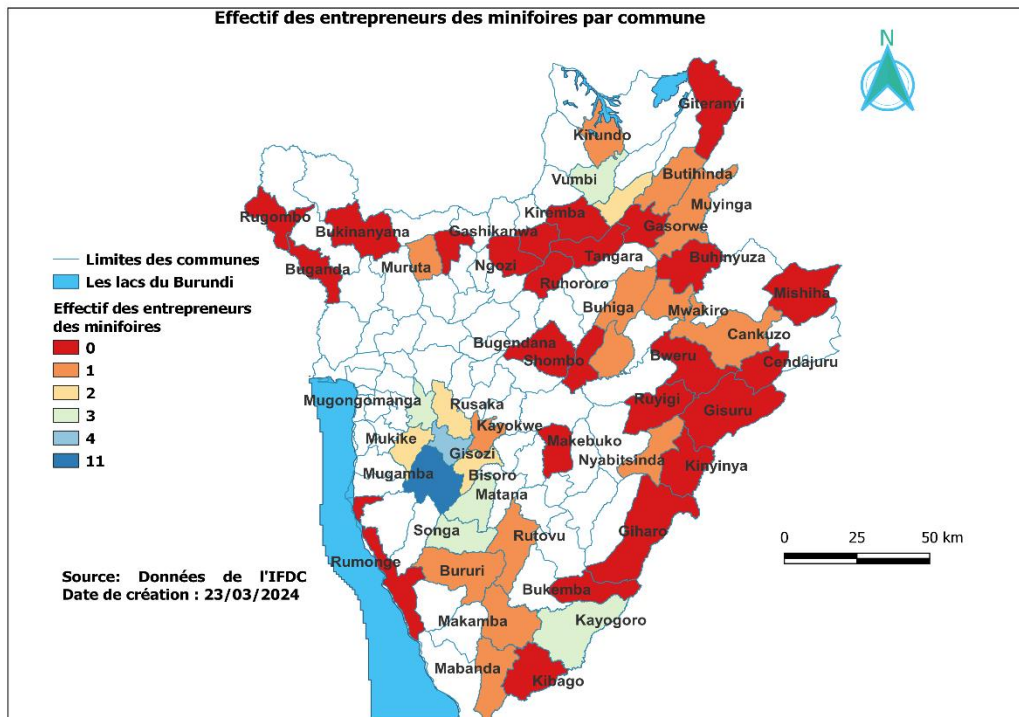 Effectif des entrepreneurs des minifoires par commune
N
Giteranyi
Kirundo
Vumbi
Butihinda
Muyinga
Kiremba
Rugombo
Bukinanyana
Gashikanwa
Gasorwe
Buganda
Muruta
Ngozi
Tangara
Buhinyuza
Ruhororo
Mishiha
Buhiga
Mwakiro
Cankuzo
Bugendana
Shombo
Bweru
Cendajuru
Mugongomanga
Rusaka
Ruyigi
Gisuru
Kayokwe
Mukike
Gisozi
Makebuko
Nyabitsinda
Kinyinya
Mugamba
Bisoro
Matana
Songa
Rutovu
Giharo
Rumonge
Bururi
Bukemba
Makamba
Kayogoro
Mabanda
Kibago
Limites des communes
Les lacs du Burundi
Effectif des entrepreneurs
des minifoires
0
1
2
3
4
11
0 25 50 km
Source: Données de l'IFDC
Date de création : 23/03/2024